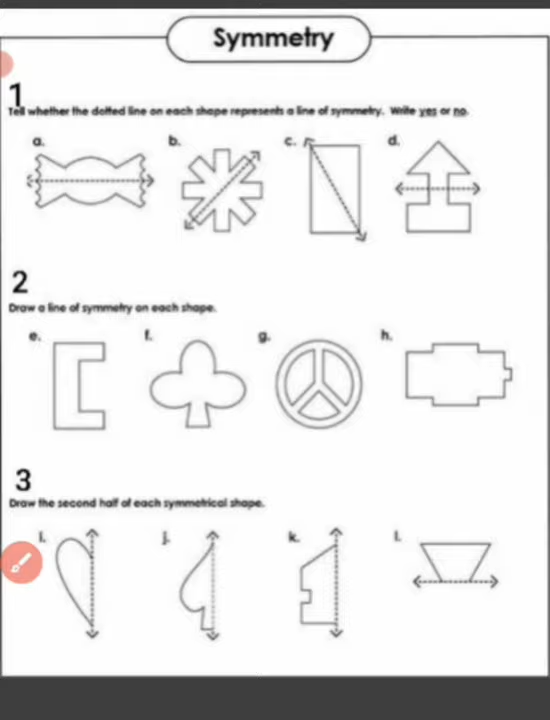 Symmetry
1
Tell whether the dotted line on each shape represents a line of symmetry. Write yes or no.
a. b. c. d.
2
Draw a line of symmetry on each shape.
e. f. g. h.
3
Draw the second half of each symmetrical shape.
i. j. k. l.